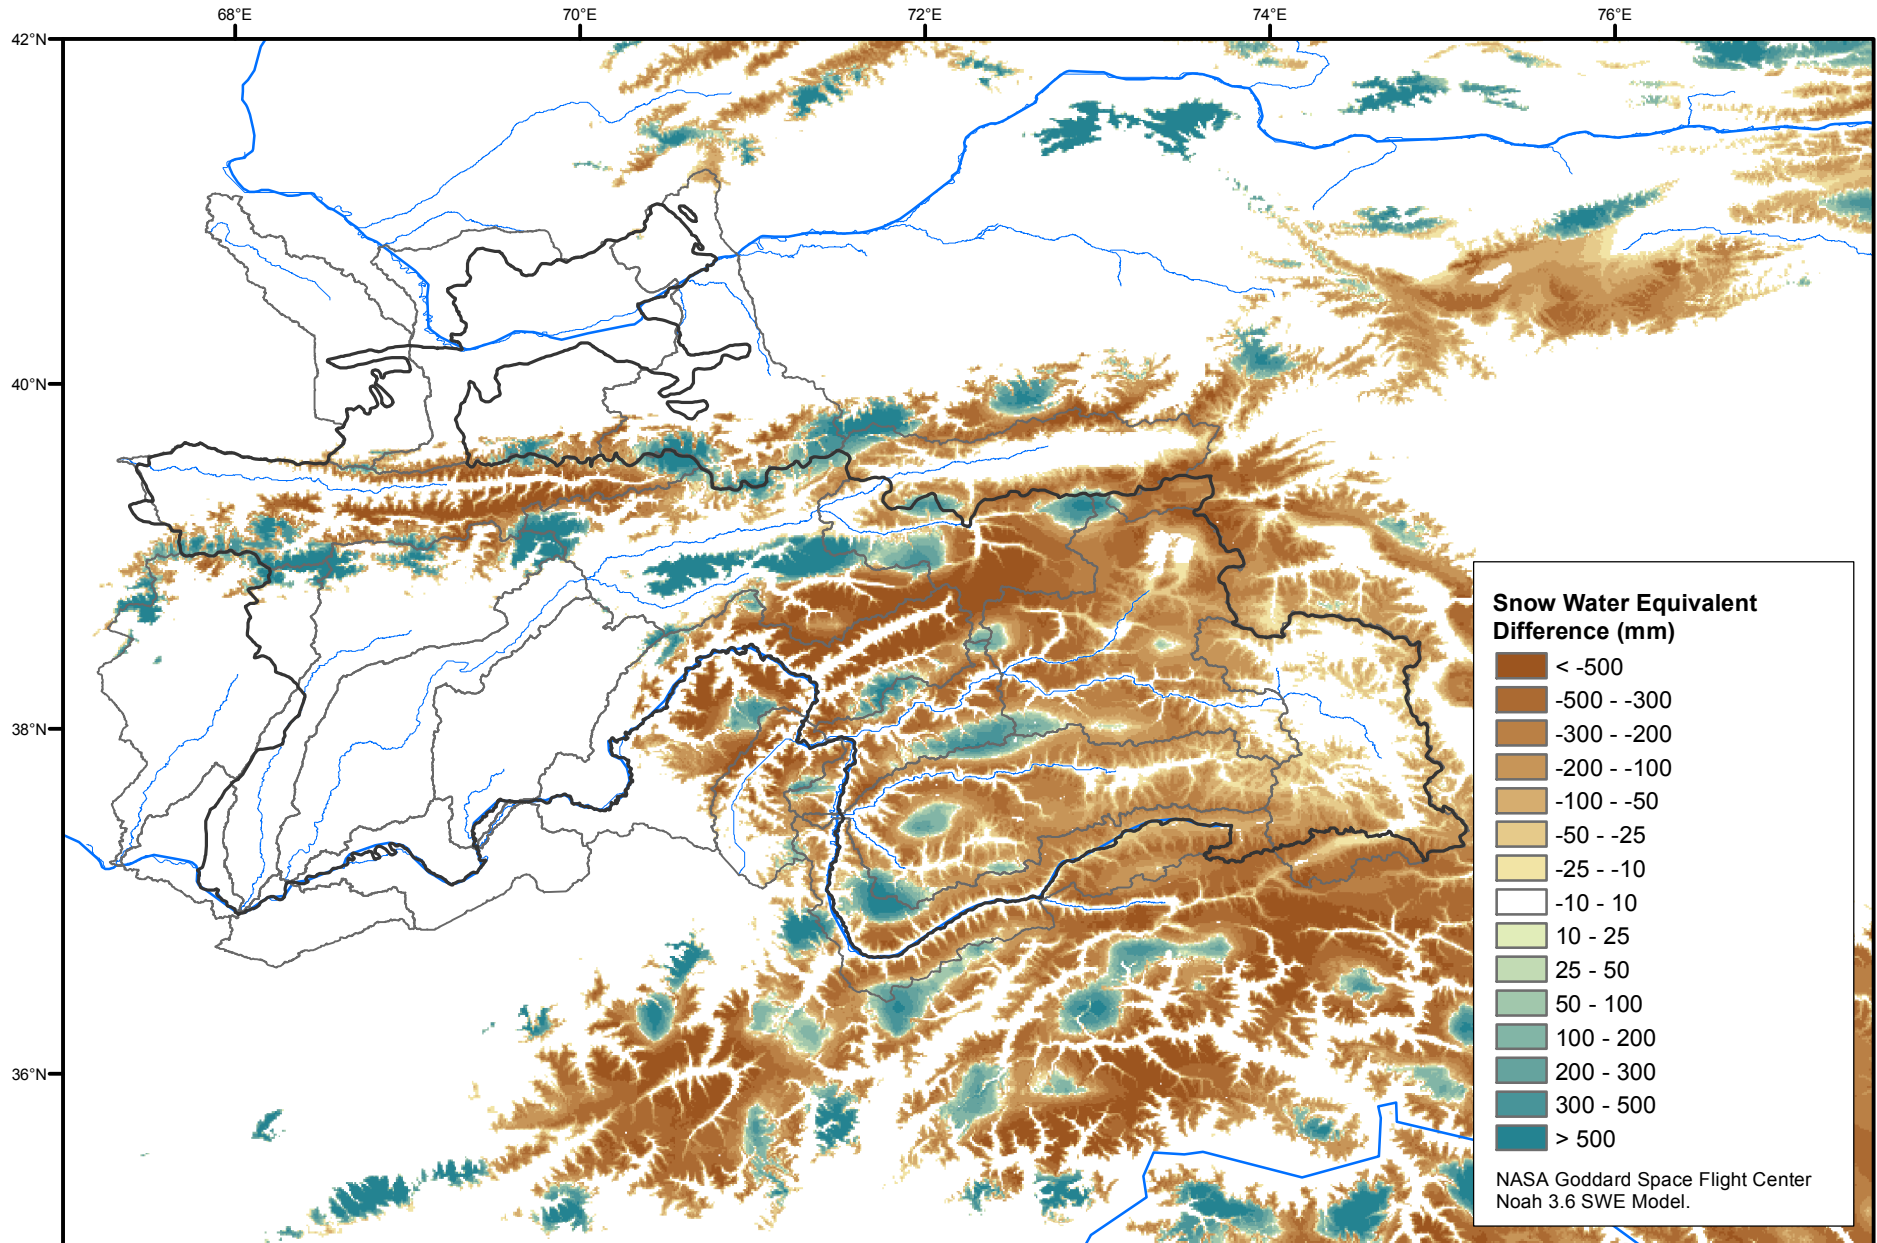 68°E 70°E 72°E 74°E 76°E
42°N
40°N
38°N
36°N
Snow Water Equivalent
Difference (mm)
< -500
-500 - -300
-300 - -200
-200 - -100
-100 - -50
-50 - -25
-25 - -10
-10 - 10
10 - 25
25 - 50
50 - 100
100 - 200
200 - 300
300 - 500
> 500
NASA Goddard Space Flight Center
Noah 3.6 SWE Model.